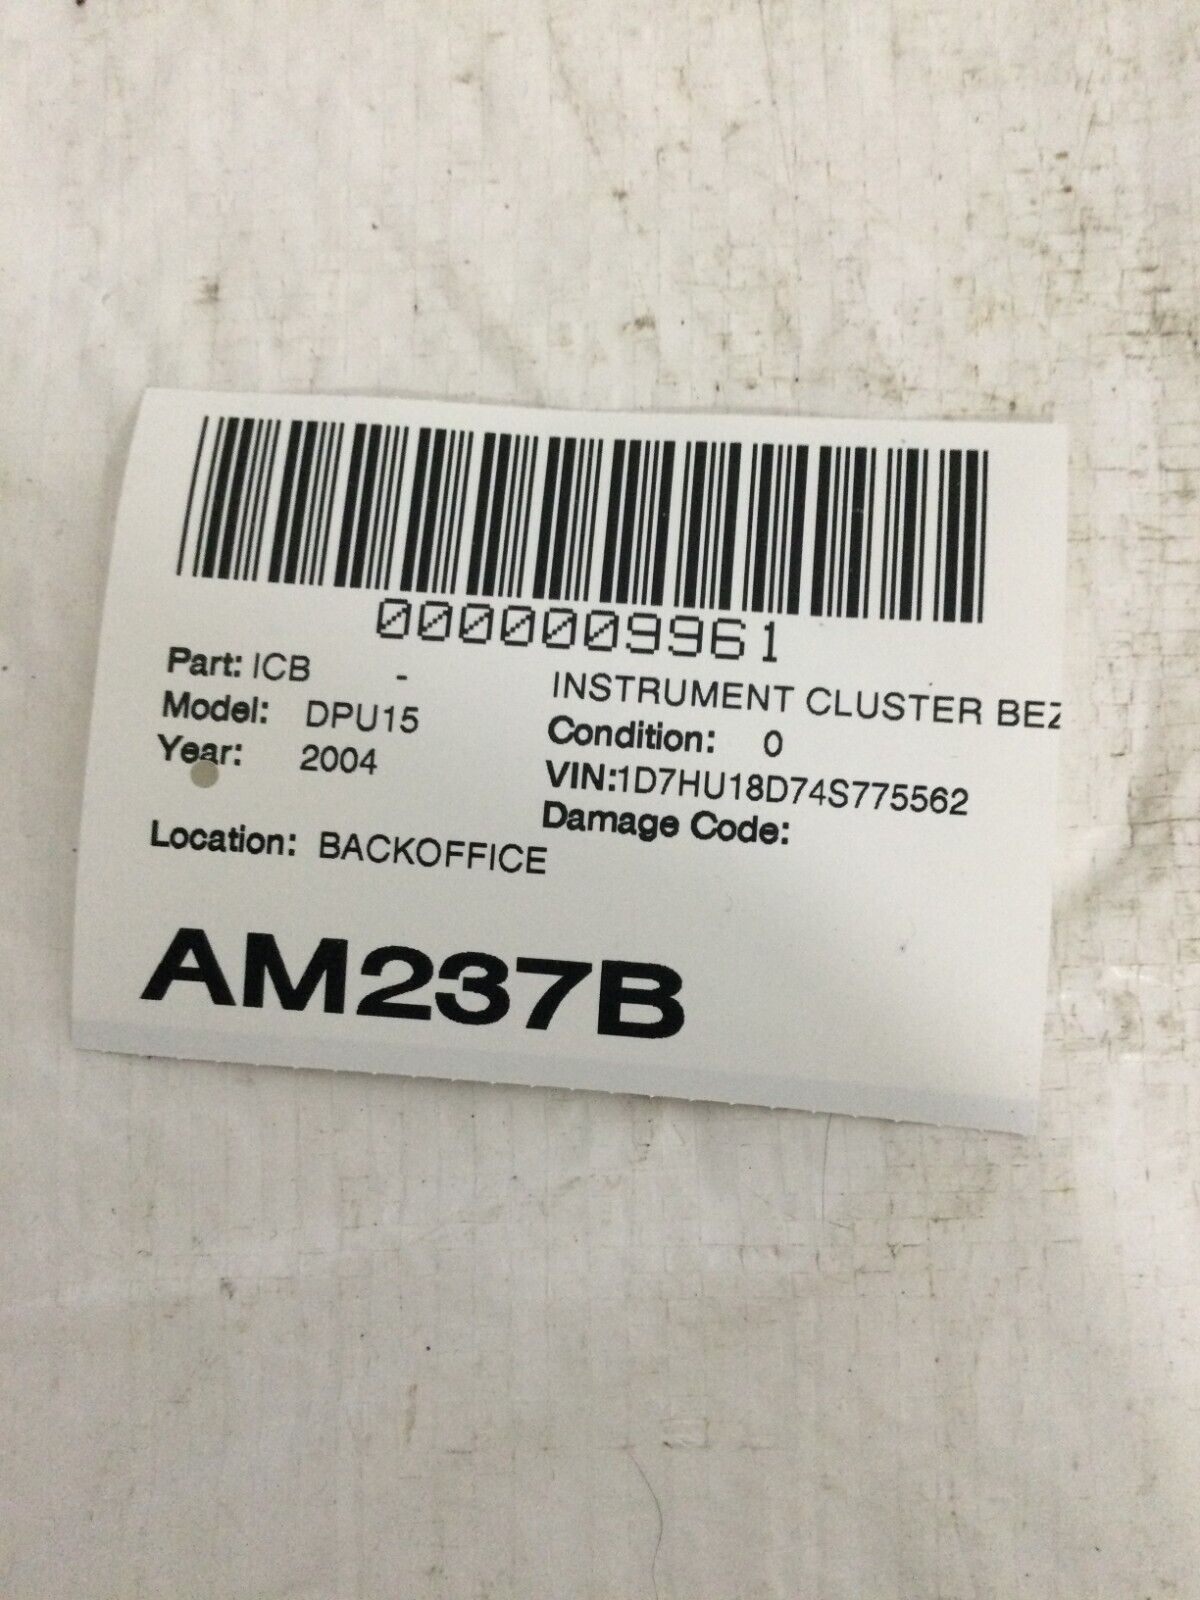 0000009961
Part: ICB -
INSTRUMENT CLUSTER BEZ
Model: DPU15
Condition: 0
Year: 2004
VIN:1D7HU18D74S775562
Damage Code:
Location: BACKOFFICE
AM237B